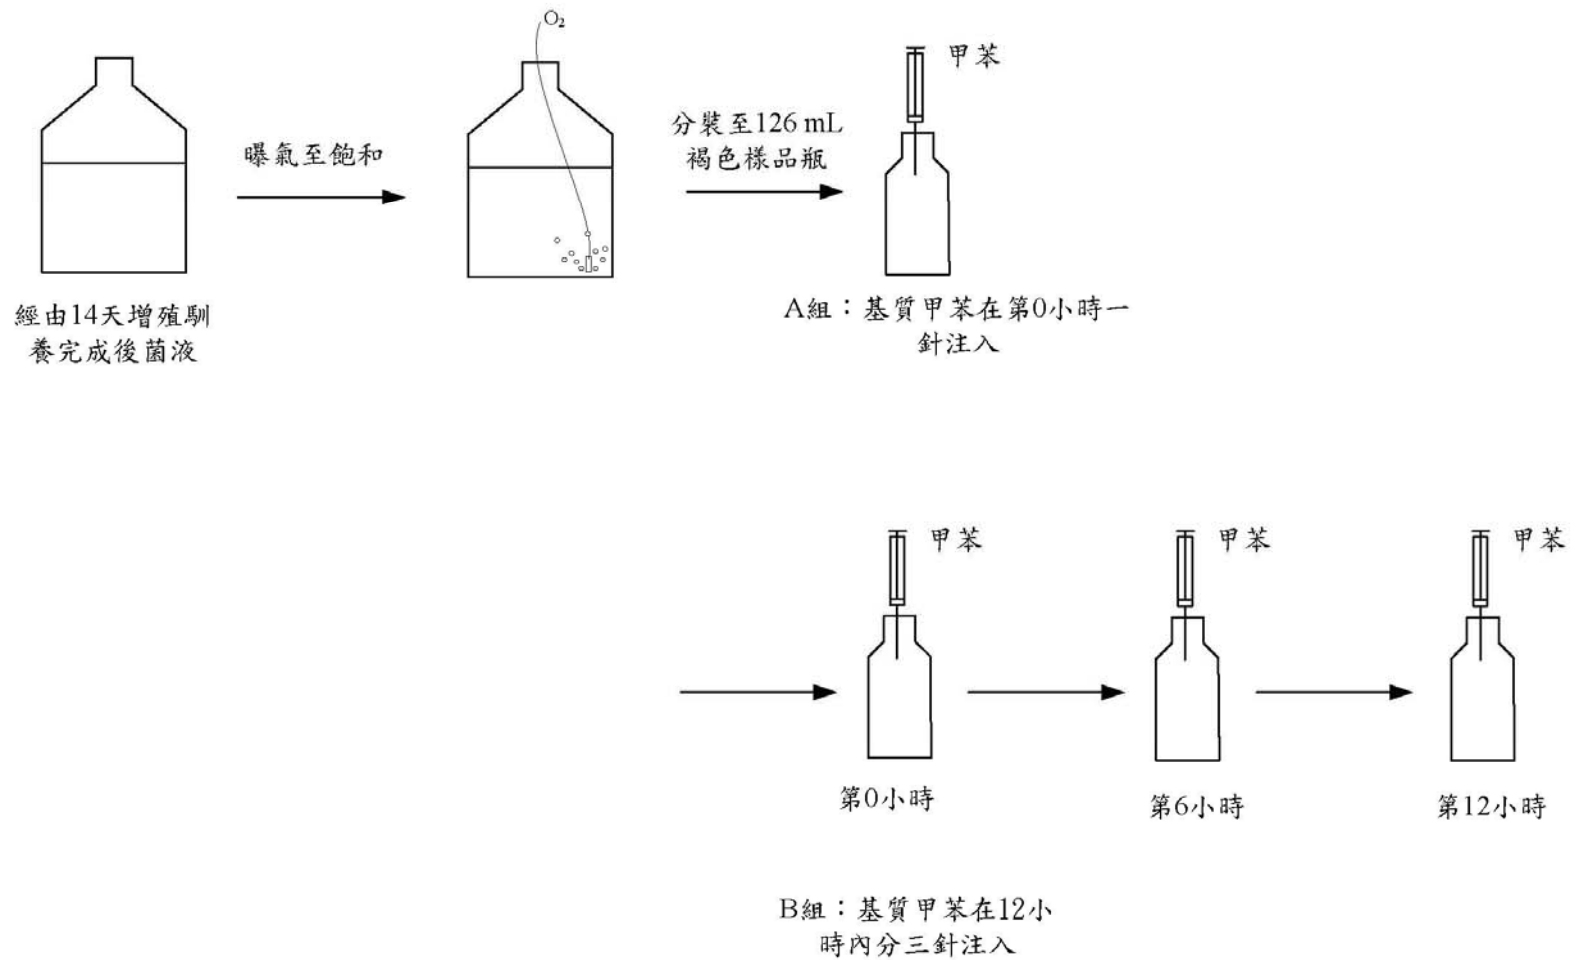 O₂
甲苯
曝氣至飽和
分裝至126 mL
褐色樣品瓶
經由14天增殖馴
養完成後菌液
A組：基質甲苯在第0小時一
針注入
甲苯
甲苯
甲苯
第0小時
第6小時
第12小時
B組：基質甲苯在12小
時內分三針注入